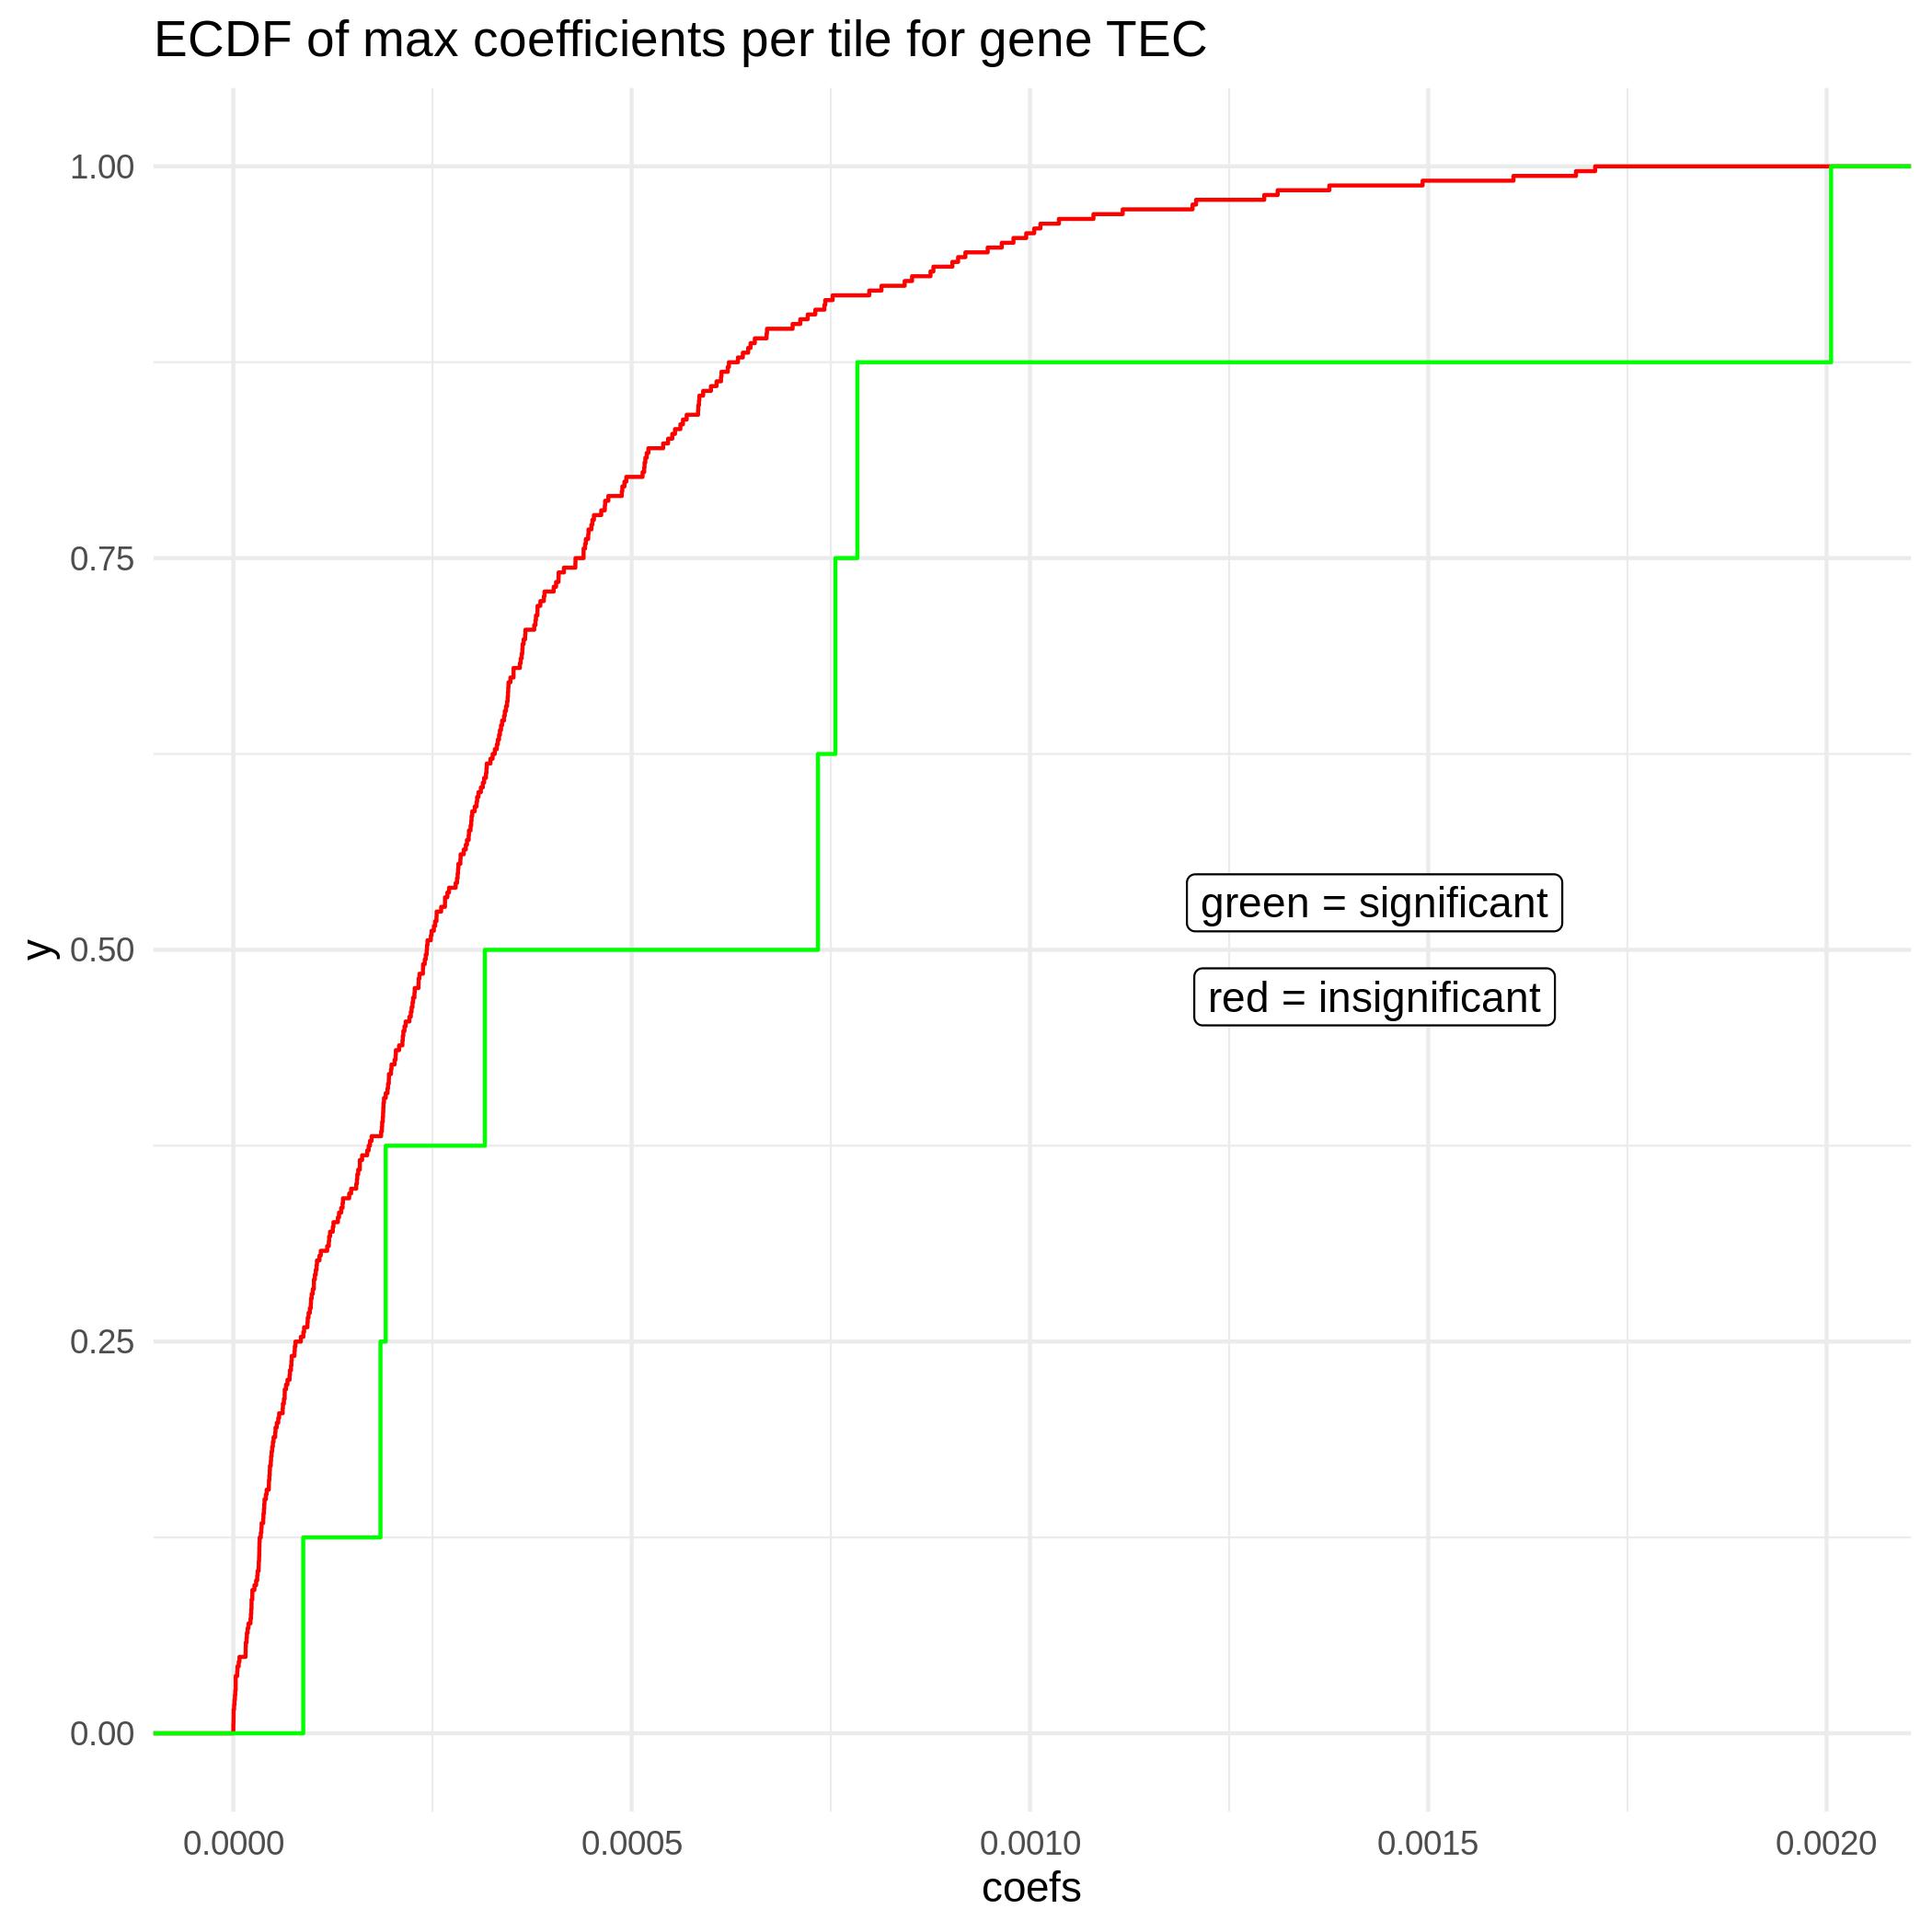 ECDF of max coefficients per tile for gene TEC
1.00
0.75
0.50
0.25
0.00
y
green = significant
red = insignificant
0.0000 0.0005 0.0010 0.0015 0.0020
coefs